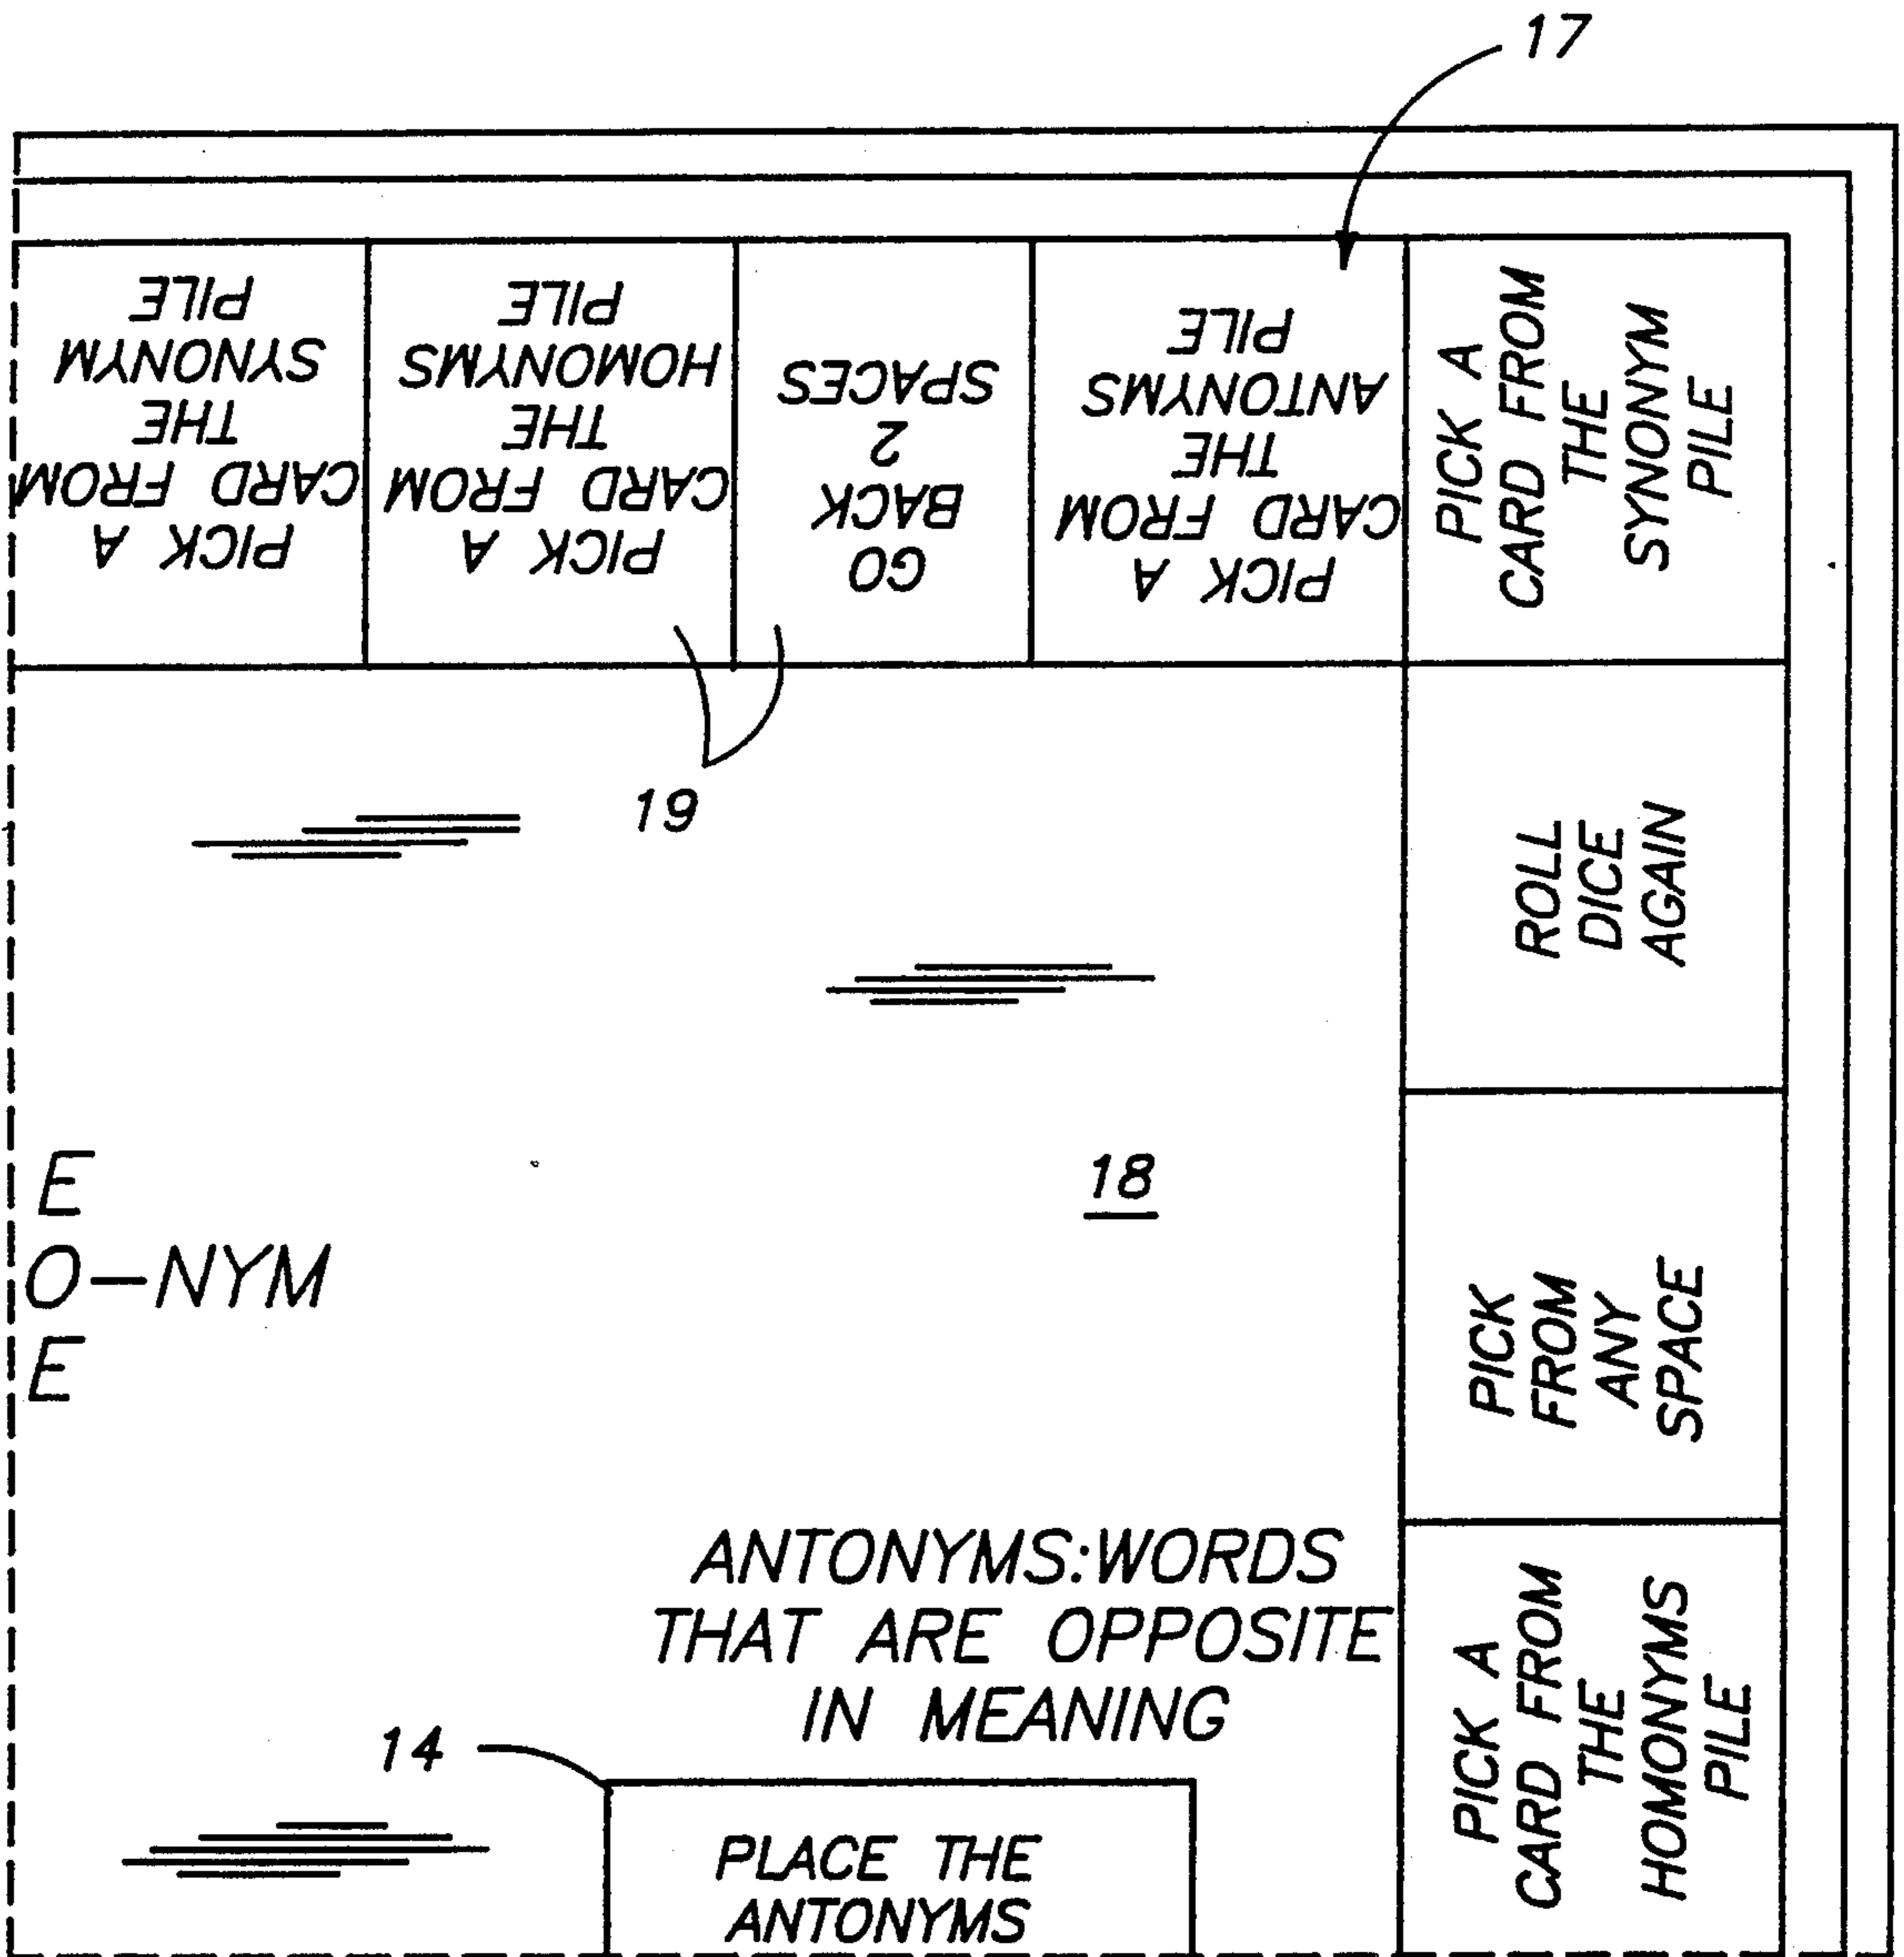 17
PICK A
CARD FROM
THE
SYNONYM
PILE
PICK A
CARD FROM
THE
HOMONYMS
PILE
GO
BACK
2
SPACES
PICK A
CARD FROM
THE
ANTONYMS
PILE
PICK A
CARD FROM
THE
SYNONYM
PILE
19
ROLL
DICE
AGAIN
18
E
O-NYM
E
PICK
FROM
ANY
SPACE
ANTONYMS:WORDS
THAT ARE OPPOSITE
IN MEANING
14
PLACE THE
ANTONYMS
PICK A
CARD FROM
THE
HOMONYMS
PILE